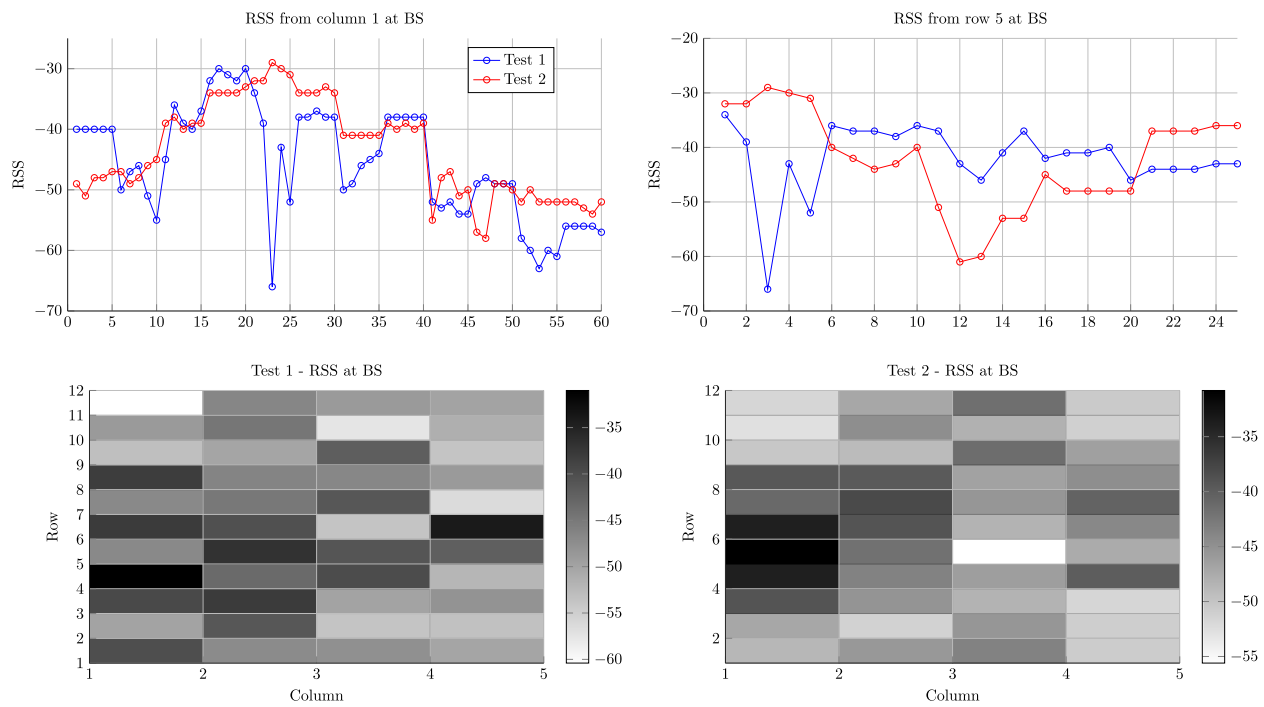 RSS from column 1 at BS
−30
−40
−50
−60
−70
RSS
0 5 10 15 20 25 30 35 40 45 50 55 60
Test 1
Test 2
RSS from row 5 at BS
−20
−30
−40
−50
−60
−70
RSS
0 2 4 6 8 10 12 14 16 18 20 22 24
Test 1 - RSS at BS
12
11
10
9
8
7
6
5
4
3
2
1
Row
1 2 3 4 5
Column
−35
−40
−45
−50
−55
−60
Test 2 - RSS at BS
12
10
8
6
4
2
Row
1 2 3 4 5
Column
−35
−40
−45
−50
−55